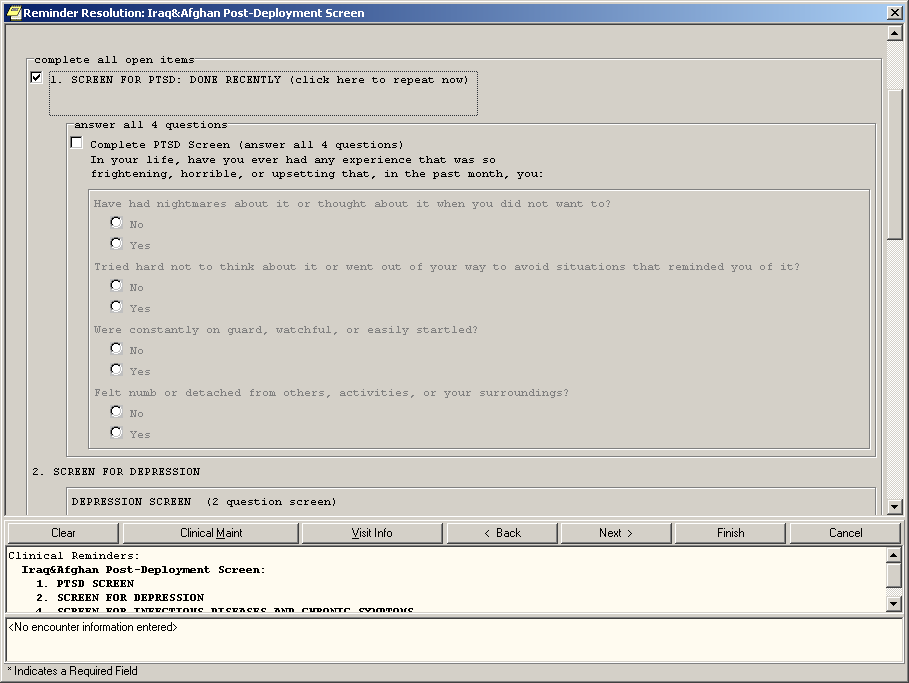 Reminder Resolution: Iraq&Afghan Post-Deployment Screen
complete all open items
1. SCREEN FOR PTSD: DONE RECENTLY (click here to repeat now)
answer all 4 questions
Complete PTSD Screen (answer all 4 questions)
In your life, have you ever had any experience that was so
frightening, horrible, or upsetting that, in the past month, you:
Have had nightmares about it or thought about it when you did not want to?
No
Yes
Tried hard not to think about it or went out of your way to avoid situations that reminded you of it?
No
Yes
Were constantly on guard, watchful, or easily startled?
No
Yes
Felt numb or detached from others, activities, or your surroundings?
No
Yes
2. SCREEN FOR DEPRESSION
DEPRESSION SCREEN (2 question screen)
Clear Clinical Maint Visit Info < Back Next > Finish Cancel
Clinical Reminders:
Iraq&Afghan Post-Deployment Screen:
1. PTSD SCREEN
2. SCREEN FOR DEPRESSION
4. SCREEN FOR INFECTIOUS DISEASES AND CHRONIC SYMPTOMS
<No encounter information entered>
* Indicates a Required Field